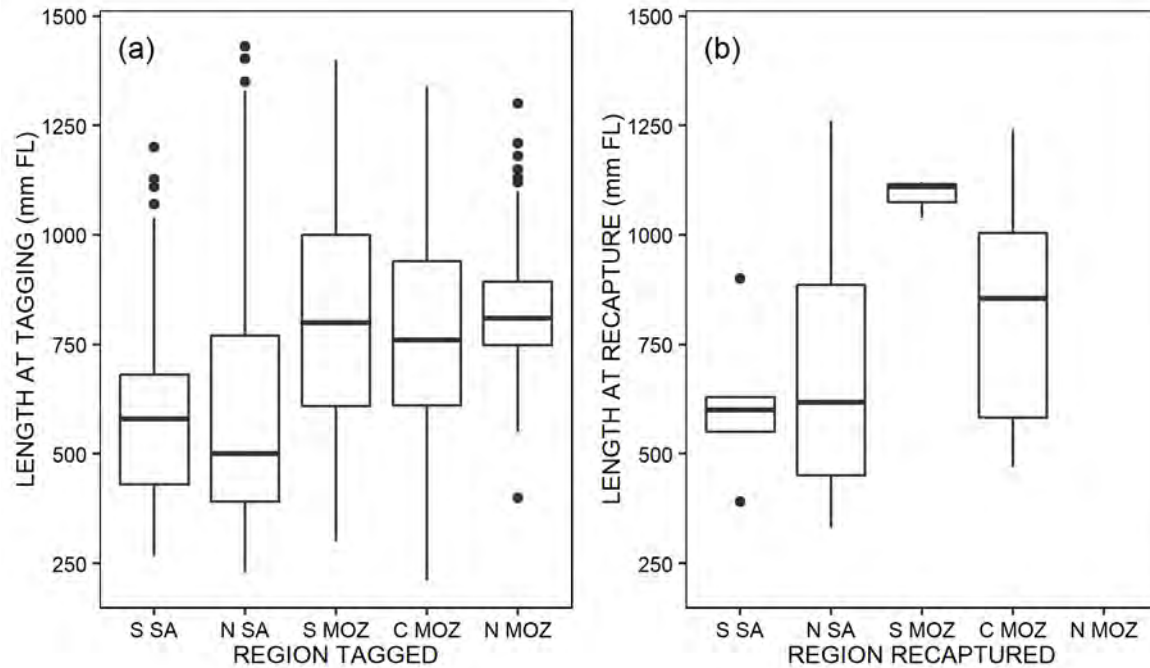 (a)
LENGTH AT TAGGING (mm FL)
1500
1250
1000
750
500
250
S SA N SA S MOZ C MOZ N MOZ
REGION TAGGED
(b)
LENGTH AT RECAPTURE (mm FL)
1500
1250
1000
750
500
250
S SA N SA S MOZ C MOZ N MOZ
REGION RECAPTURED